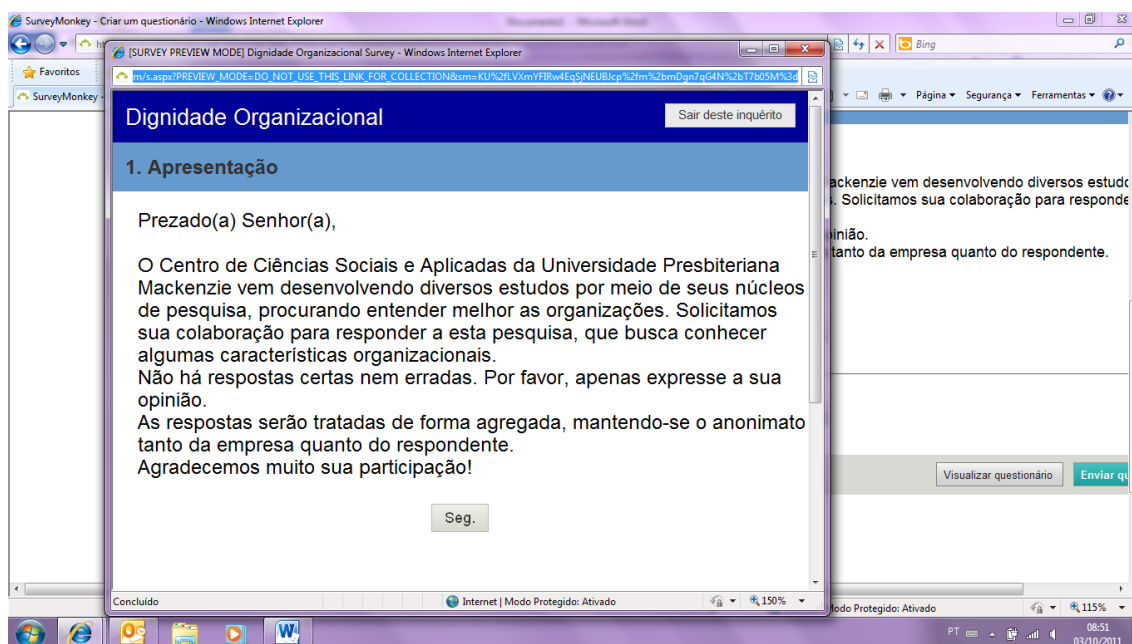 SurveyMonkey - Criar um questionário - Windows Internet Explorer
Bing
Favoritos
SurveyMonkey -
Página
Segurança
Ferramentas
[SURVEY PREVIEW MODE] Dignidade Organizacional Survey - Windows Internet Explorer
m/s.aspx?PREVIEW_MODE=DO_NOT_USE_THIS_LINK_FOR_COLLECTION&sm=KU%2fLVXmYFIRw4EqSjNEUBJcp%2fm%2bmDgn7qG4N%2bT7b05M%3d
Dignidade Organizacional
Sair deste inquérito
1. Apresentação
Prezado(a) Senhor(a),
O Centro de Ciências Sociais e Aplicadas da Universidade Presbiteriana
Mackenzie vem desenvolvendo diversos estudos por meio de seus núcleos
de pesquisa, procurando entender melhor as organizações. Solicitamos
sua colaboração para responder a esta pesquisa, que busca conhecer
algumas características organizacionais.
Não há respostas certas nem erradas. Por favor, apenas expresse a sua
opinião.
As respostas serão tratadas de forma agregada, mantendo-se o anonimato
tanto da empresa quanto do respondente.
Agradecemos muito sua participação!
Seg.
Concluído
Internet | Modo Protegido: Ativado
150%
ackenzie vem desenvolvendo diversos estudo
. Solicitamos sua colaboração para responde
inião.
tanto da empresa quanto do respondente.
Visualizar questionário
Enviar qu
Modo Protegido: Ativado
115%
PT
08:51
03/10/2011